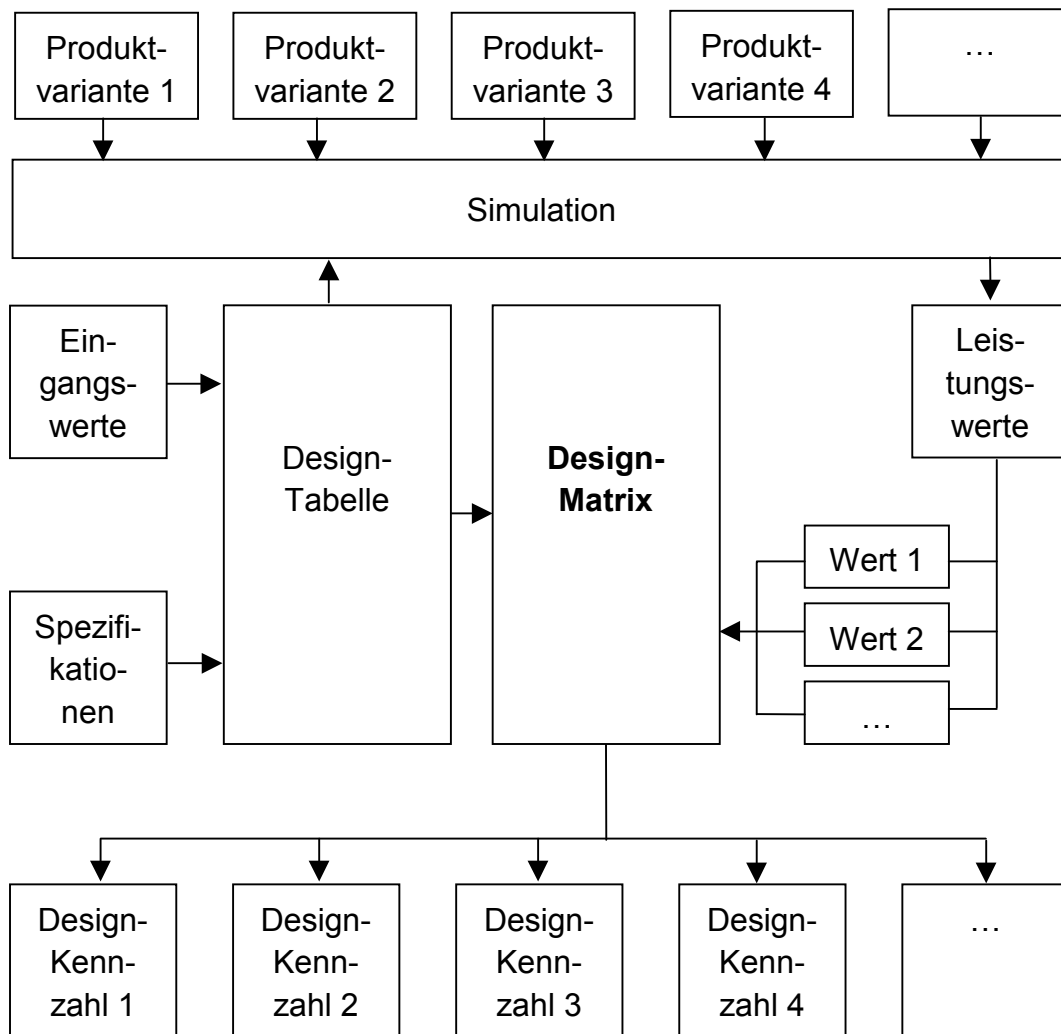 Produkt-
variante 1
Produkt-
variante 2
Produkt-
variante 3
Produkt-
variante 4
…
Simulation
Ein-
gangs-
werte
Spezifi-
katio-
nen
Design-
Tabelle
Design-
Matrix
Leis-
tungs-
werte
Wert 1
Wert 2
…
Design-
Kenn-
zahl 1
Design-
Kenn-
zahl 2
Design-
Kenn-
zahl 3
Design-
Kenn-
zahl 4
…